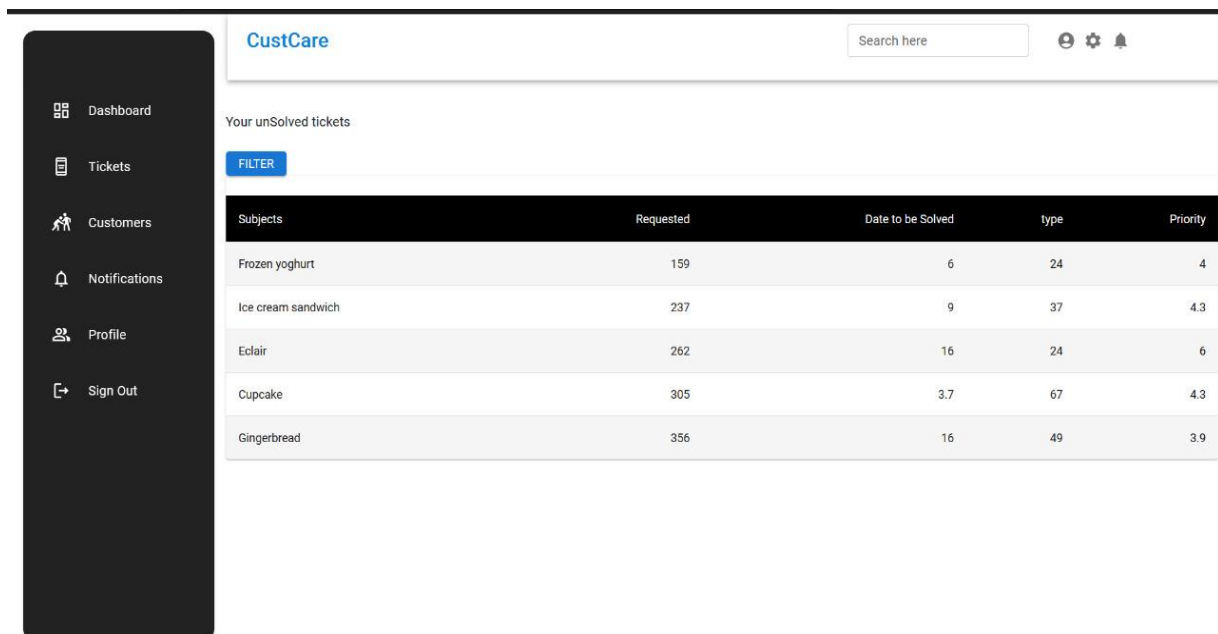 CustCare
Search here
Dashboard
Tickets
Customers
Notifications
Profile
Sign Out
Your unSolved tickets
FILTER
Subjects Requested Date to be Solved type Priority
Frozen yoghurt 159 6 24 4
Ice cream sandwich 237 9 37 4.3
Eclair 262 16 24 6
Cupcake 305 3.7 67 4.3
Gingerbread 356 16 49 3.9